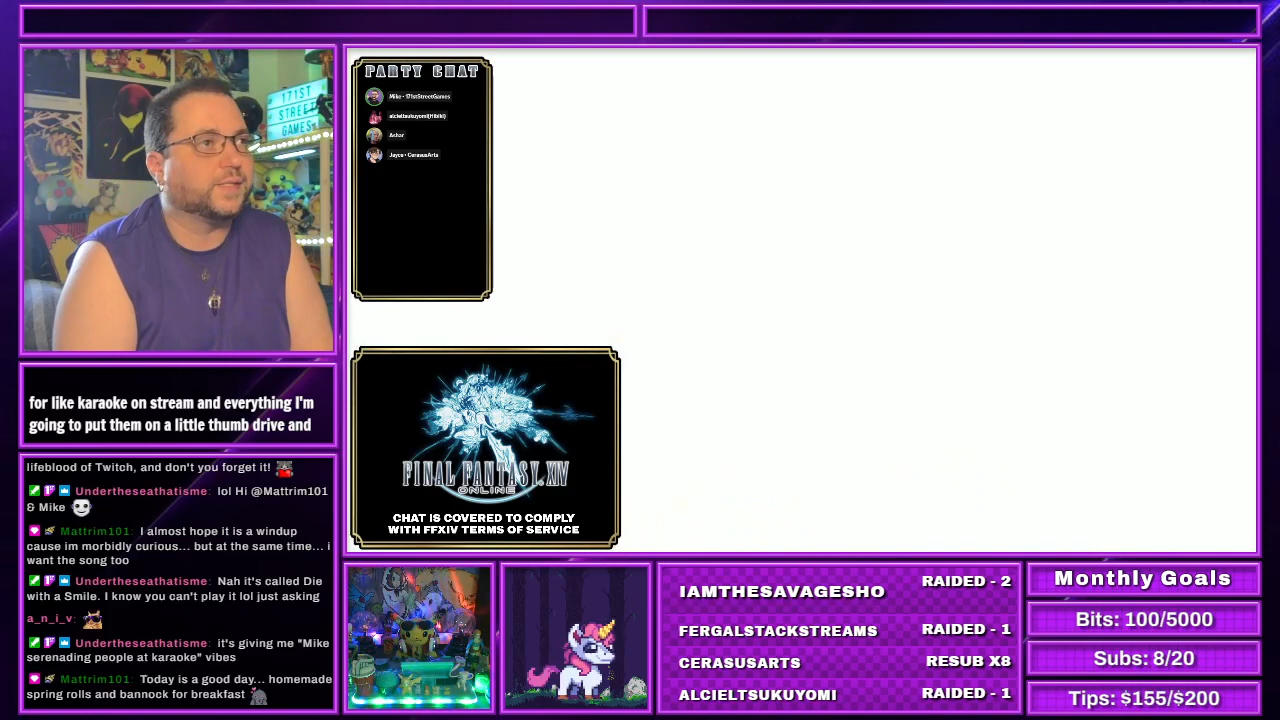 171ST
STREET
GAMES
PARTY CHAT
Mike • 171stStreetGames
alcieltsukuyomi(Hibiki)
Ashar
Jayce • CerasusArts
for like karaoke on stream and everything I'm
going to put them on a little thumb drive and
lifeblood of Twitch, and don't you forget it!
Undertheseathatisme: lol Hi @Mattrim101
& Mike
Mattrim101: I almost hope it is a windup
cause im morbidly curious... but at the same time... i
want the song too
Undertheseathatisme: Nah it's called Die
with a Smile. I know you can't play it lol just asking
a_n_i_v:
Undertheseathatisme: it's giving me "Mike
serenading people at karaoke" vibes
Mattrim101: Today is a good day... homemade
spring rolls and bannock for breakfast
FINAL FANTASY XIV
ONLINE
CHAT IS COVERED TO COMPLY
WITH FFXIV TERMS OF SERVICE
IAMTHESAVAGESHO RAIDED - 2
FERGALSTACKSTREAMS RAIDED - 1
CERASUSARTS RESUB X8
ALCIELTSUKUYOMI RAIDED - 1
Monthly Goals
Bits: 100/5000
Subs: 8/20
Tips: $155/$200